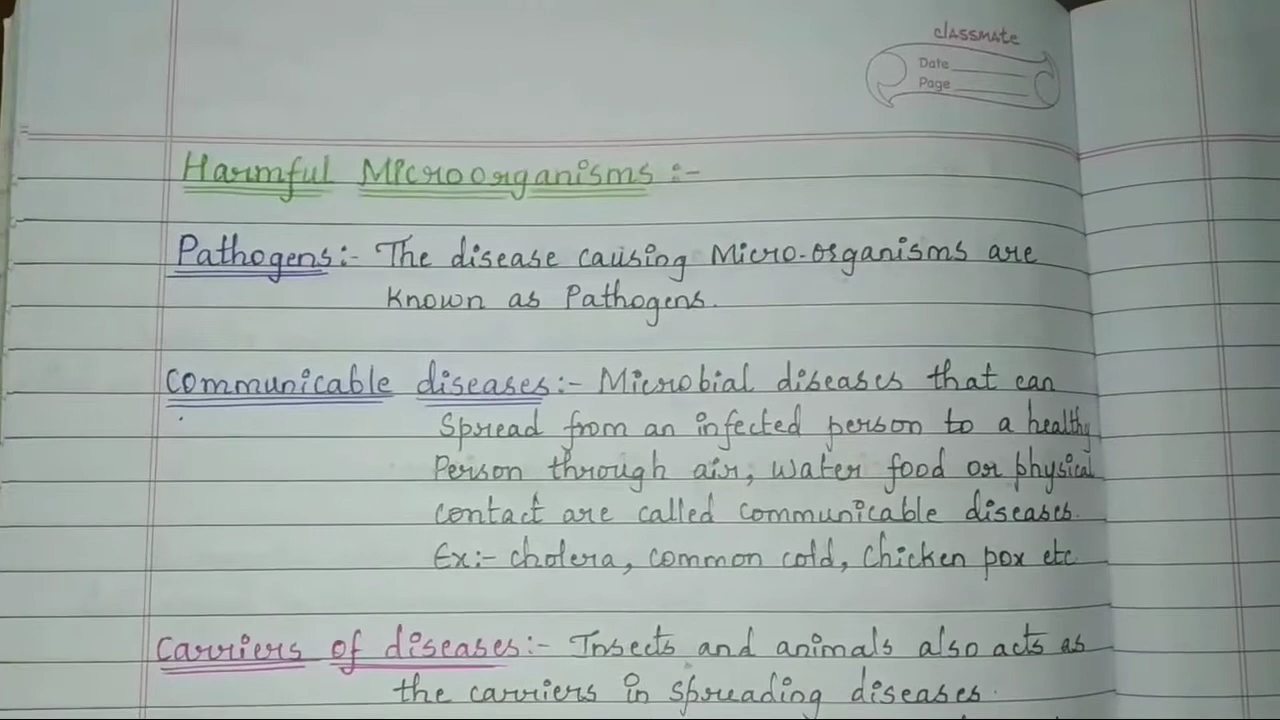 classmate
Date
Page
Harmful Microorganisms :-
Pathogens:- The disease causing Micro-organisms are
known as Pathogens.
Communicable diseases:- Microbial diseases that can
Spread from an infected person to a healthy
Person through air, water food or physical
contact are called communicable diseases.
Ex:- cholera, common cold, chicken pox etc
Carriers of diseases:- Insects and animals also acts as
the carriers in spreading diseases.